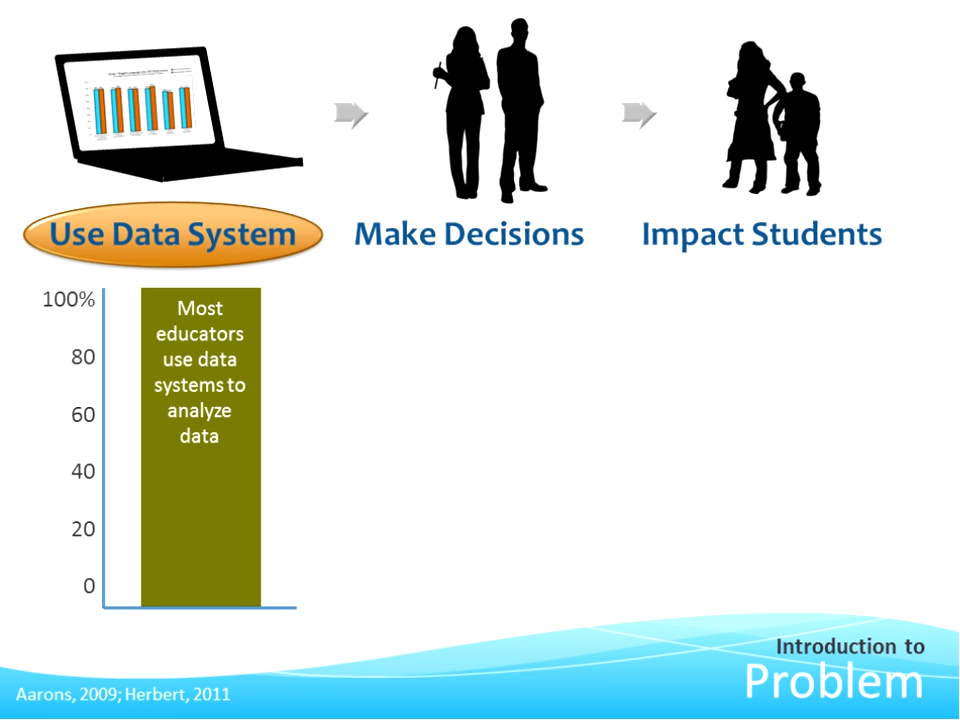 Use Data System
Make Decisions
Impact Students
100%
80
60
40
20
0
Most
educators
use data
systems to
analyze
data
Introduction to
Problem
Aarons, 2009; Herbert, 2011